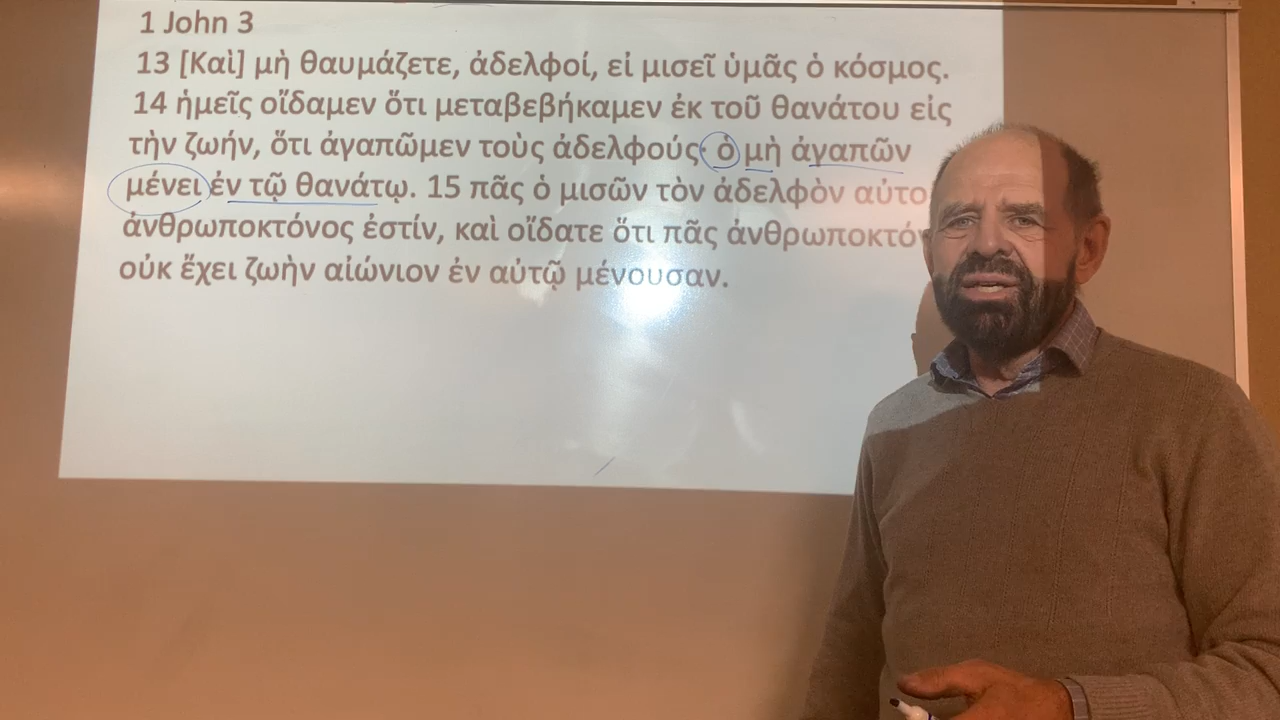 1 John 3
13 [Καὶ] μὴ θαυμάζετε, ἀδελφοί, εἰ μισεῖ ὑμᾶς ὁ κόσμος.
14 ἡμεῖς οἴδαμεν ὅτι μεταβεβήκαμεν ἐκ τοῦ θανάτου εἰς
τὴν ζωήν, ὅτι ἀγαπῶμεν τοὺς ἀδελφούς· ὁ μὴ ἀγαπῶν
μένει ἐν τῷ θανάτῳ. 15 πᾶς ὁ μισῶν τὸν ἀδελφὸν
ἀνθρωποκτόνος ἐστίν, καὶ οἴδατε ὅτι πᾶς
οὐκ ἔχει ζωὴν αἰώνιον ἐν αὐτῷ μένουσαν.